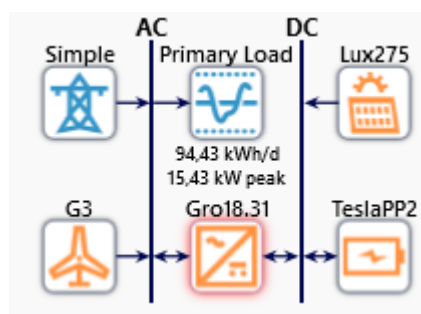 AC DC
Simple Primary Load Lux275
94,43 kWh/d
15,43 kW peak
G3 Gro18.31 TeslaPP2